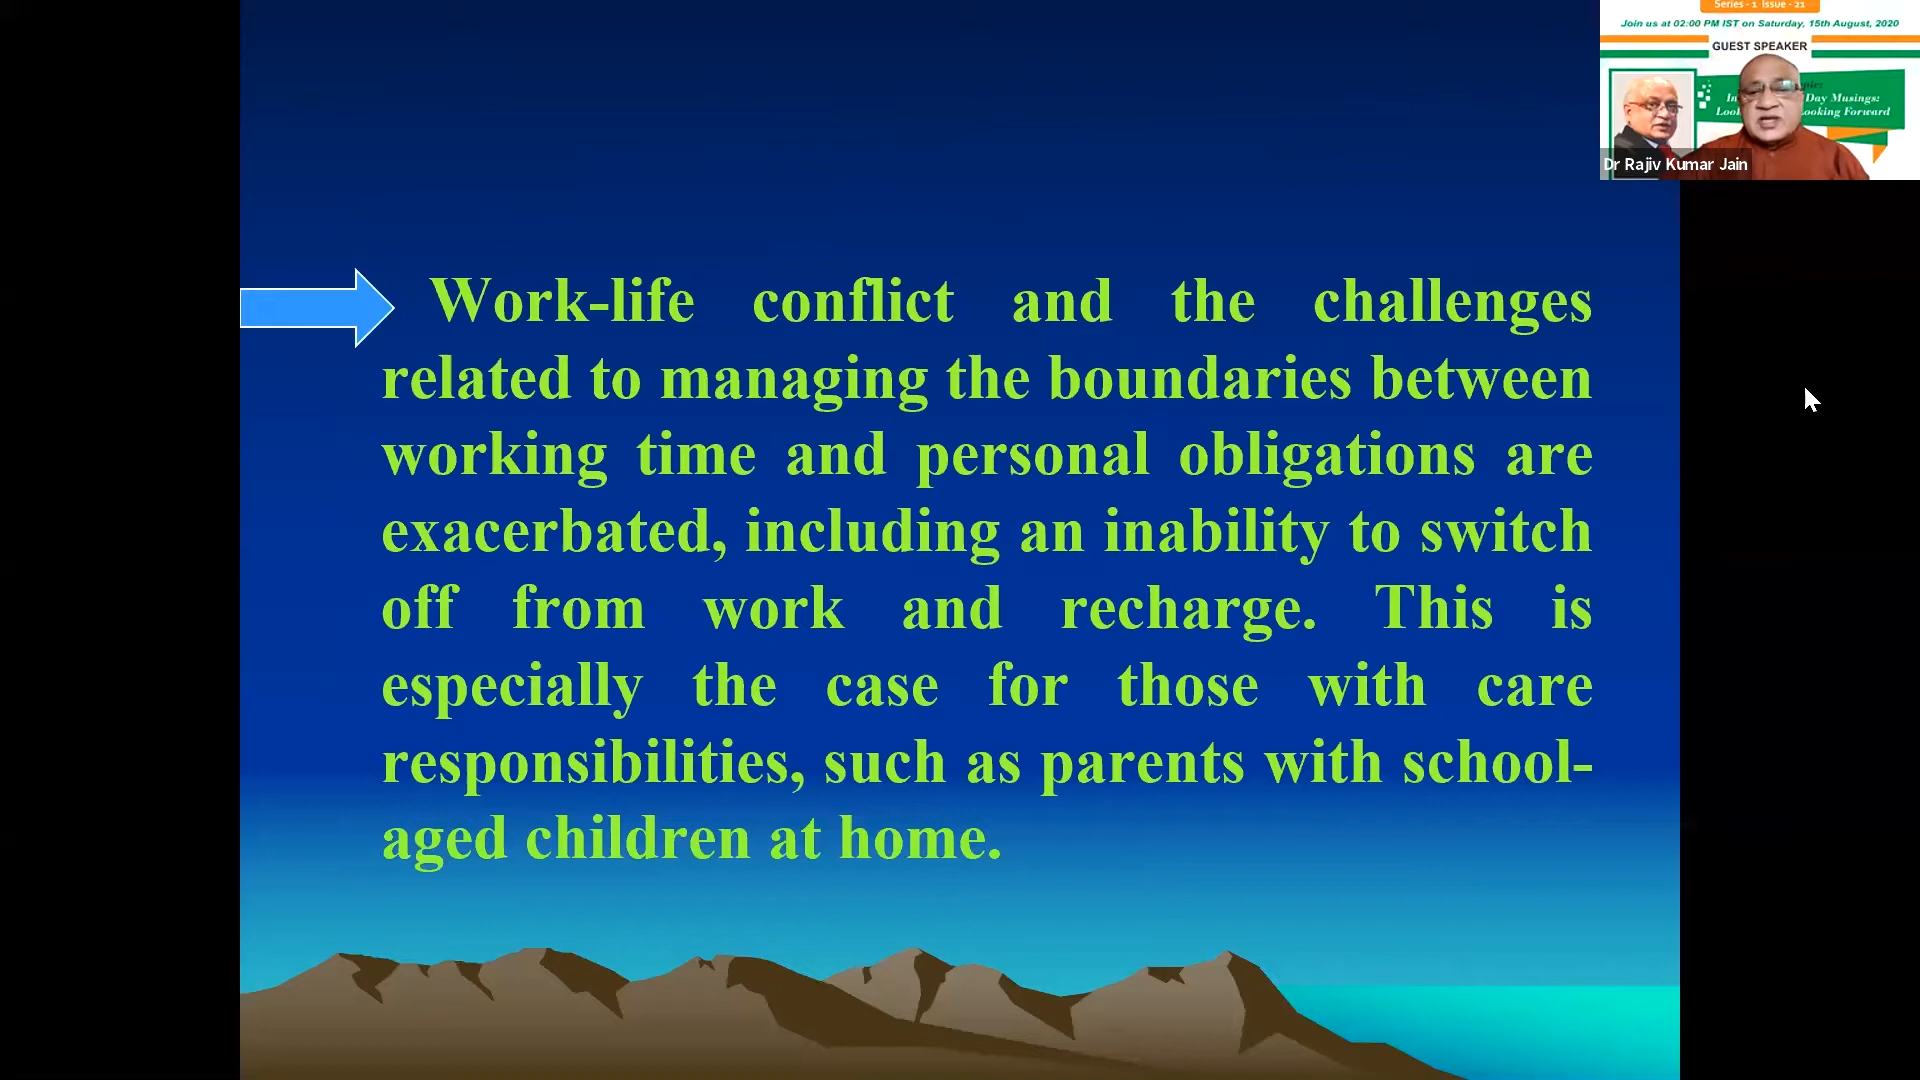 Series - 1 Issue - 21
Join us at 02:00 PM IST on Saturday, 15th August, 2020
GUEST SPEAKER
Day Musings:
ooking Forward
Dr Rajiv Kumar Jain
Work-life conflict and the challenges
related to managing the boundaries between
working time and personal obligations are
exacerbated, including an inability to switch
off from work and recharge. This is
especially the case for those with care
responsibilities, such as parents with school-
aged children at home.